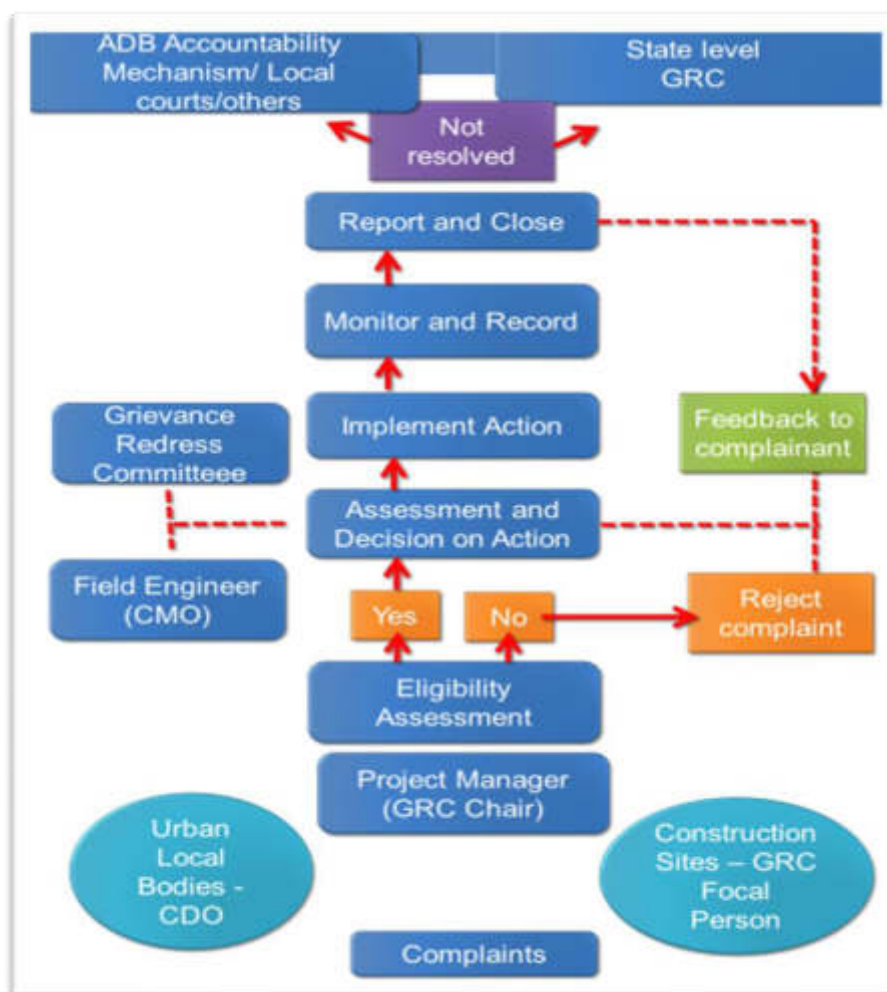 ADB Accountability
Mechanism/ Local
courts/others
State level
GRC
Not
resolved
Report and Close
Monitor and Record
Implement Action
Grievance
Redress
Committeee
Feedback to
complainant
Assessment and
Decision on Action
Field Engineer
(CMO)
Yes
No
Reject
complaint
Eligibility
Assessment
Project Manager
(GRC Chair)
Urban
Local
Bodies -
CDO
Construction
Sites – GRC
Focal
Person
Complaints